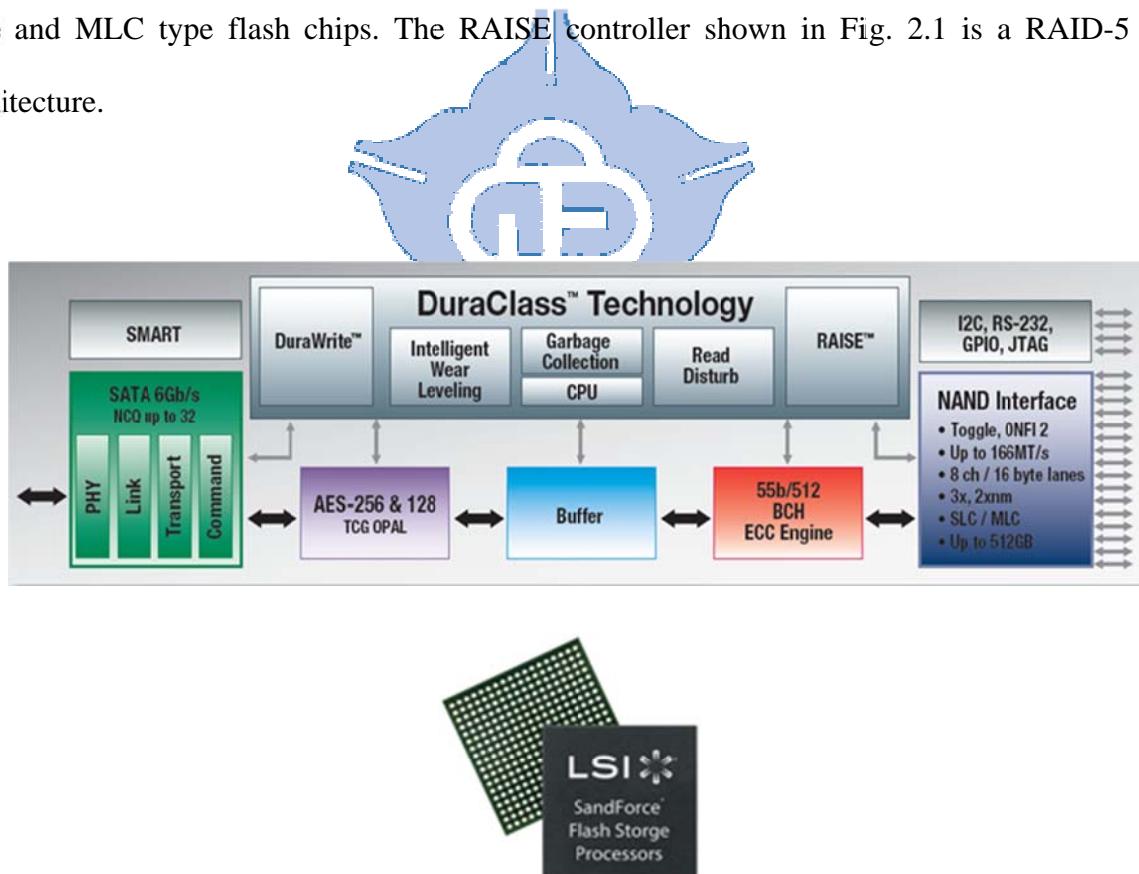 and MLC type flash chips. The RAISE controller shown in Fig. 2.1 is a RAID-5
itecture.
DuraClass™ Technology
SMART
DuraWrite™
Intelligent
Wear
Leveling
Garbage
Collection
CPU
Read
Disturb
RAISE™
I2C, RS-232,
GPIO, JTAG
SATA 6Gb/s
NCQ up to 32
PHY
Link
Transport
Command
AES-256 & 128
TCG OPAL
Buffer
55b/512
BCH
ECC Engine
NAND Interface
• Toggle, ONFI 2
• Up to 166MT/s
• 8 ch / 16 byte lanes
• 3x, 2xnm
• SLC / MLC
• Up to 512GB
LSI
SandForce
Flash Storge
Processors